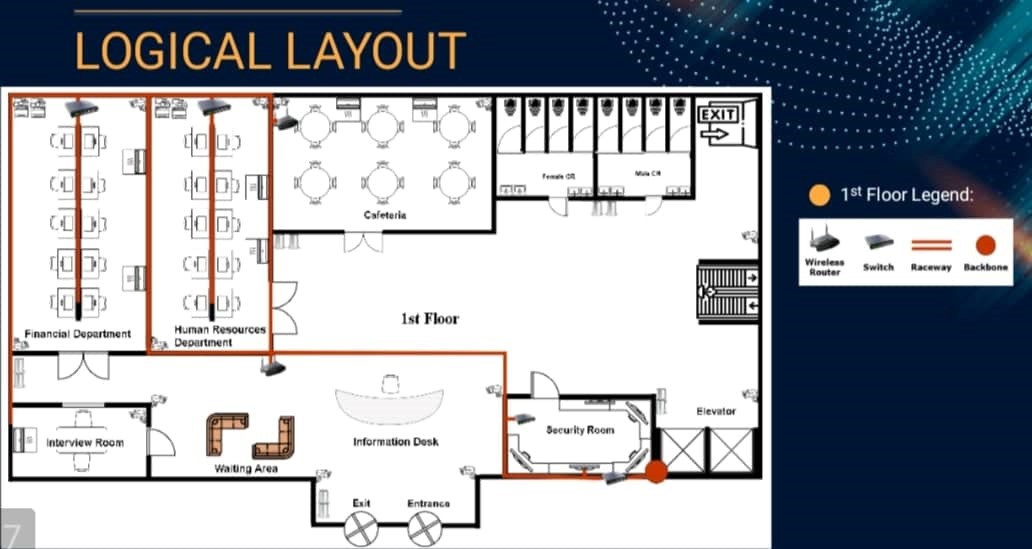 LOGICAL LAYOUT
EXIT
Female CR
Male CR
Cafeteria
1st Floor Legend:
Wireless
Router
Switch
Raceway
Backbone
1st Floor
Financial Department
Human Resources
Department
Interview Room
Waiting Area
Information Desk
Security Room
Elevator
Exit
Entrance
7